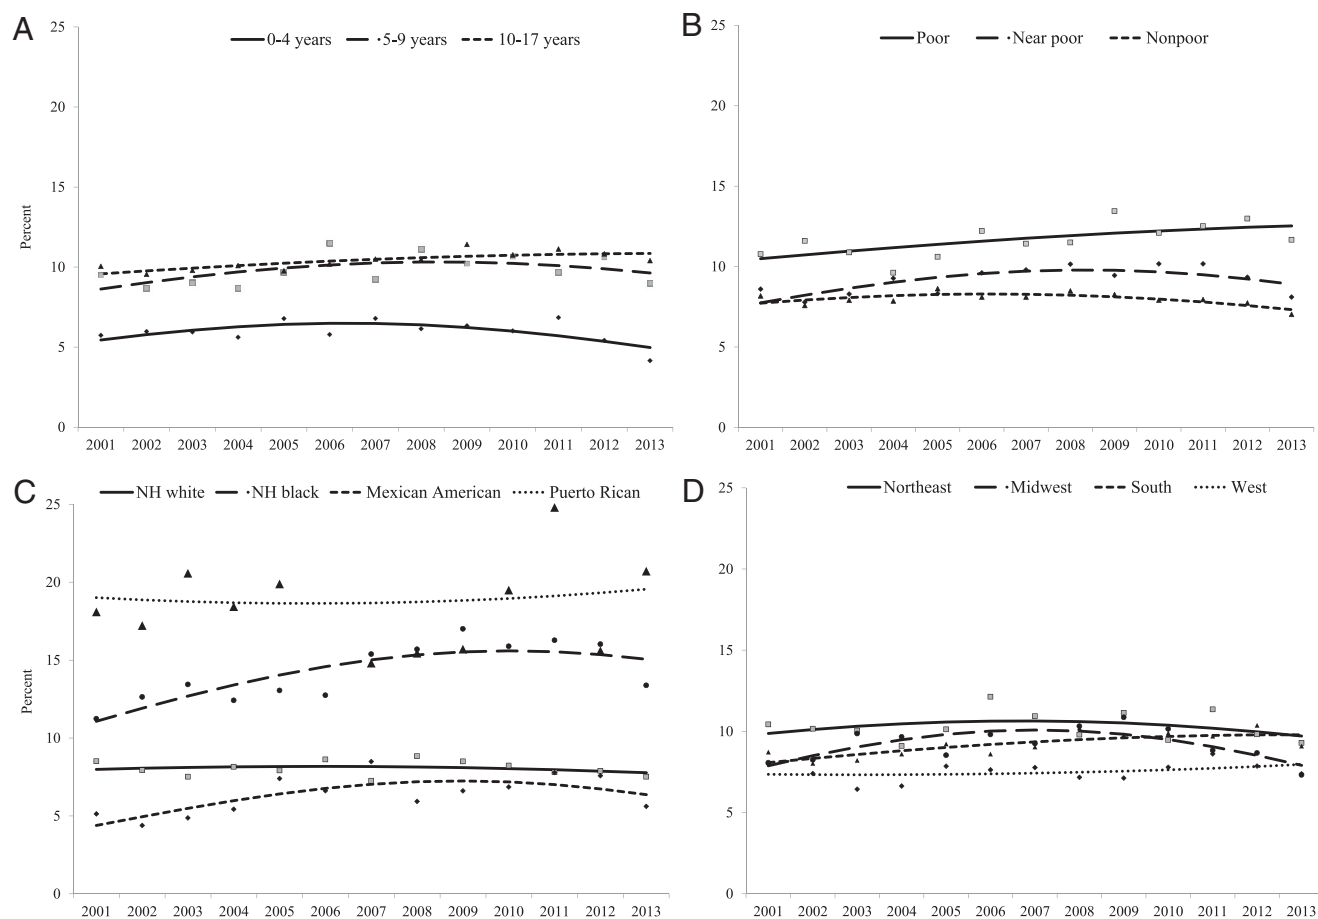 A
0-4 years 5-9 years 10-17 years
25
20
15
10
5
0
Percent
2001 2002 2003 2004 2005 2006 2007 2008 2009 2010 2011 2012 2013
B
Poor Near poor Nonpoor
25
20
15
10
5
0
2001 2002 2003 2004 2005 2006 2007 2008 2009 2010 2011 2012 2013
C
NH white NH black Mexican American Puerto Rican
25
20
15
10
5
0
Percent
2001 2002 2003 2004 2005 2006 2007 2008 2009 2010 2011 2012 2013
D
Northeast Midwest South West
25
20
15
10
5
0
2001 2002 2003 2004 2005 2006 2007 2008 2009 2010 2011 2012 2013